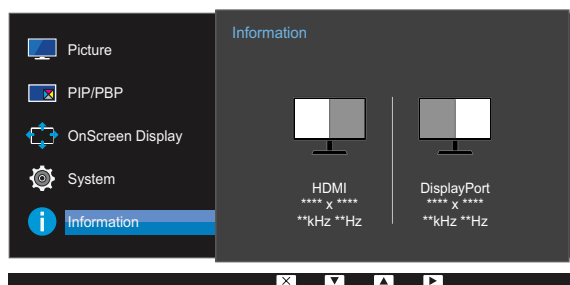 Picture
PIP/PBP
OnScreen Display
System
Information
Information
HDMI
**** x ****
**kHz **Hz
DisplayPort
**** x ****
**kHz **Hz